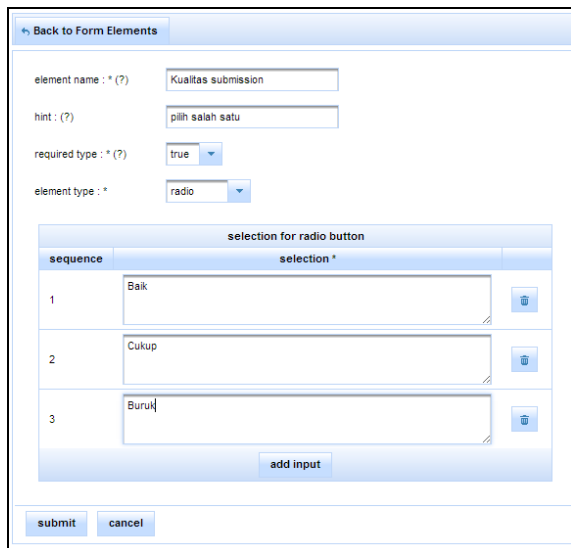 Back to Form Elements
element name : * (?) Kualitas submission
hint : (?) pilih salah satu
required type : * (?) true
element type : * radio
selection for radio button
sequence selection *
1 Baik
2 Cukup
3 Buruk
add input
submit cancel